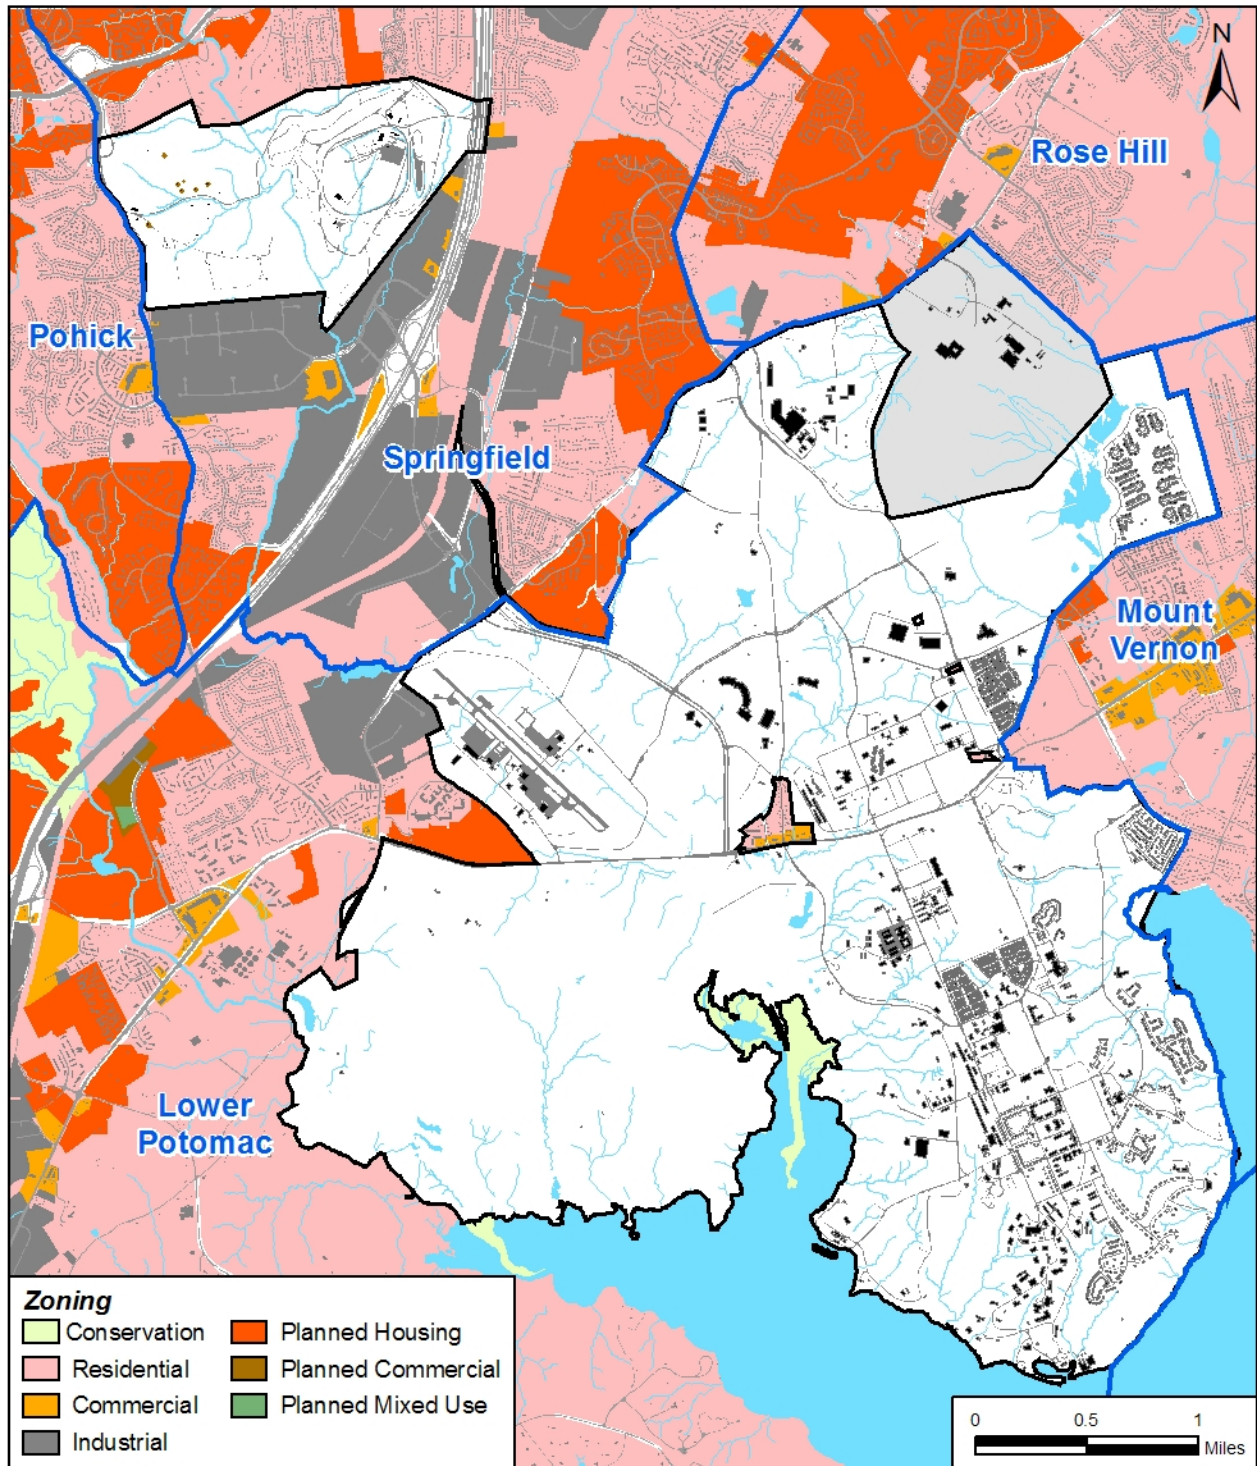 N
Rose Hill
Pohick
Springfield
Mount
Vernon
Lower
Potomac
Zoning
Conservation
Residential
Commercial
Industrial
Planned Housing
Planned Commercial
Planned Mixed Use
0 0.5 1
Miles